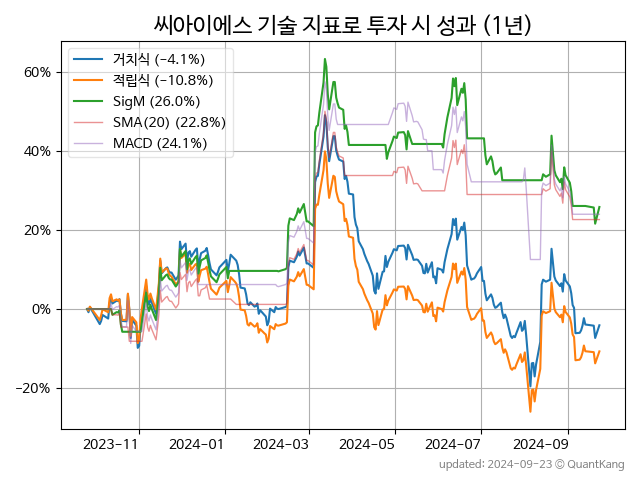 씨아이에스 기술 지표로 투자 시 성과 (1년)
거치식 (−4.1%)
적립식 (−10.8%)
SigM (26.0%)
SMA(20) (22.8%)
MACD (24.1%)
60%
40%
20%
0%
−20%
2023−11 2024−01 2024−03 2024−05 2024−07 2024−09
updated: 2024−09−23 © QuantKang